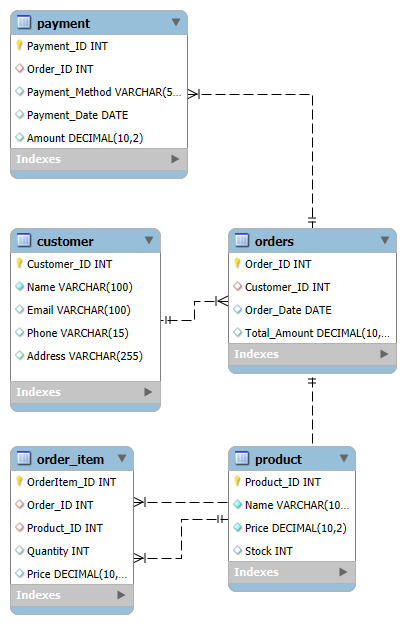 payment
Payment_ID INT
Order_ID INT
Payment_Method VARCHAR(5...
Payment_Date DATE
Amount DECIMAL(10,2)
Indexes
customer
Customer_ID INT
Name VARCHAR(100)
Email VARCHAR(100)
Phone VARCHAR(15)
Address VARCHAR(255)
Indexes
orders
Order_ID INT
Customer_ID INT
Order_Date DATE
Total_Amount DECIMAL(10,...
Indexes
order_item
OrderItem_ID INT
Order_ID INT
Product_ID INT
Quantity INT
Price DECIMAL(10,...
Indexes
product
Product_ID INT
Name VARCHAR(10...
Price DECIMAL(10,2)
Stock INT
Indexes